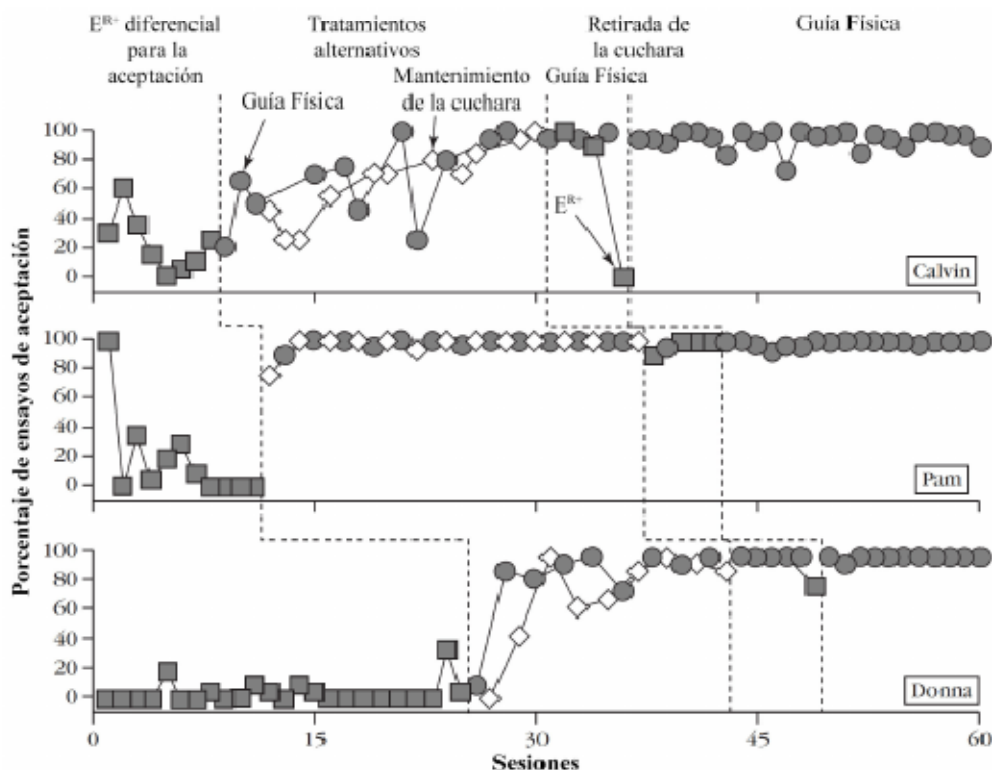 E^R+ diferencial
para la
aceptación
Tratamientos
alternativos
Retirada de
la cuchara
Guía Física
Guía Física
Mantenimiento
de la cuchara
Guía Física
E^R+
Porcentaje de ensayos de aceptación
100
80
60
40
20
0
Calvin
100
80
60
40
20
0
Pam
100
80
60
40
20
0
Donna
0
15
30
45
60
Sesiones